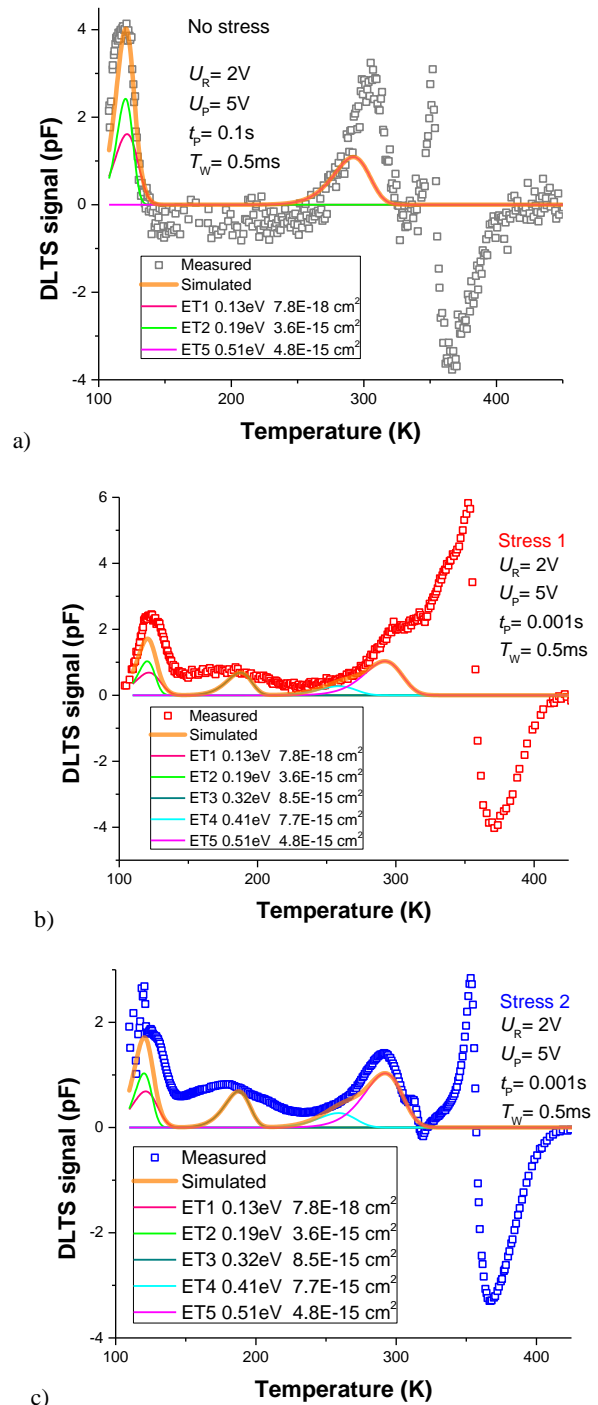 4
2
0
-2
-4
100
200
300
400
DLTS signal (pF)
Temperature (K)
No stress
U_R= 2V
U_P= 5V
t_P= 0.1s
T_W= 0.5ms
Measured
Simulated
ET1 0.13eV 7.8E-18 cm²
ET2 0.19eV 3.6E-15 cm²
ET5 0.51eV 4.8E-15 cm²
a)
6
4
2
0
-2
-4
100
200
300
400
DLTS signal (pF)
Temperature (K)
Stress 1
U_R= 2V
U_P= 5V
t_P= 0.001s
T_W= 0.5ms
Measured
Simulated
ET1 0.13eV 7.8E-18 cm²
ET2 0.19eV 3.6E-15 cm²
ET3 0.32eV 8.5E-15 cm²
ET4 0.41eV 7.7E-15 cm²
ET5 0.51eV 4.8E-15 cm²
b)
2
0
-2
-4
100
200
300
400
DLTS signal (pF)
Temperature (K)
Stress 2
U_R= 2V
U_P= 5V
t_P= 0.001s
T_W= 0.5ms
Measured
Simulated
ET1 0.13eV 7.8E-18 cm²
ET2 0.19eV 3.6E-15 cm²
ET3 0.32eV 8.5E-15 cm²
ET4 0.41eV 7.7E-15 cm²
ET5 0.51eV 4.8E-15 cm²
c)